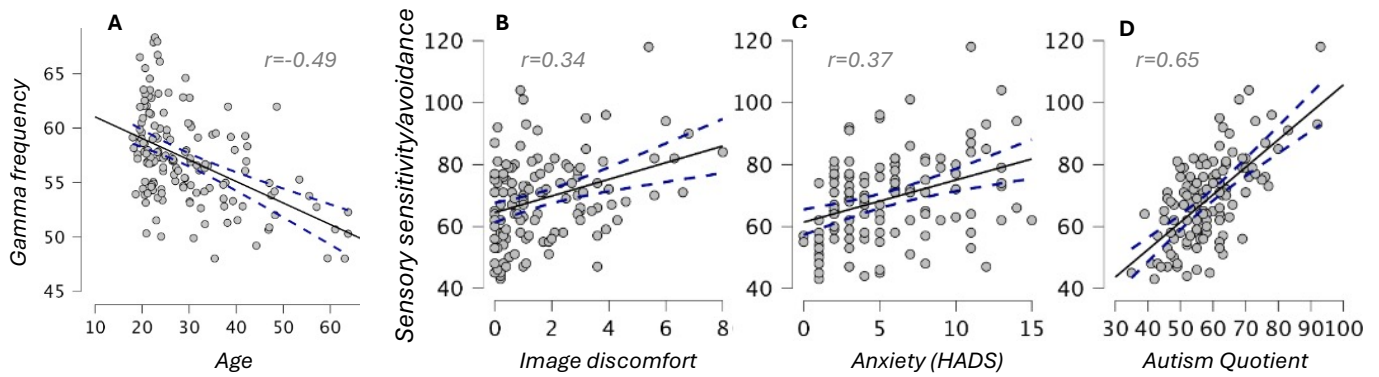 A
r=-0.49
Gamma frequency
65
60
55
50
45
10 20 30 40 50 60
Age
B
r=0.34
Sensory sensitivity/avoidance
120
100
80
60
40
0 2 4 6 8
Image discomfort
C
r=0.37
120
100
80
60
40
0 5 10 15
Anxiety (HADS)
D
r=0.65
120
100
80
60
40
30 40 50 60 70 80 90 100
Autism Quotient